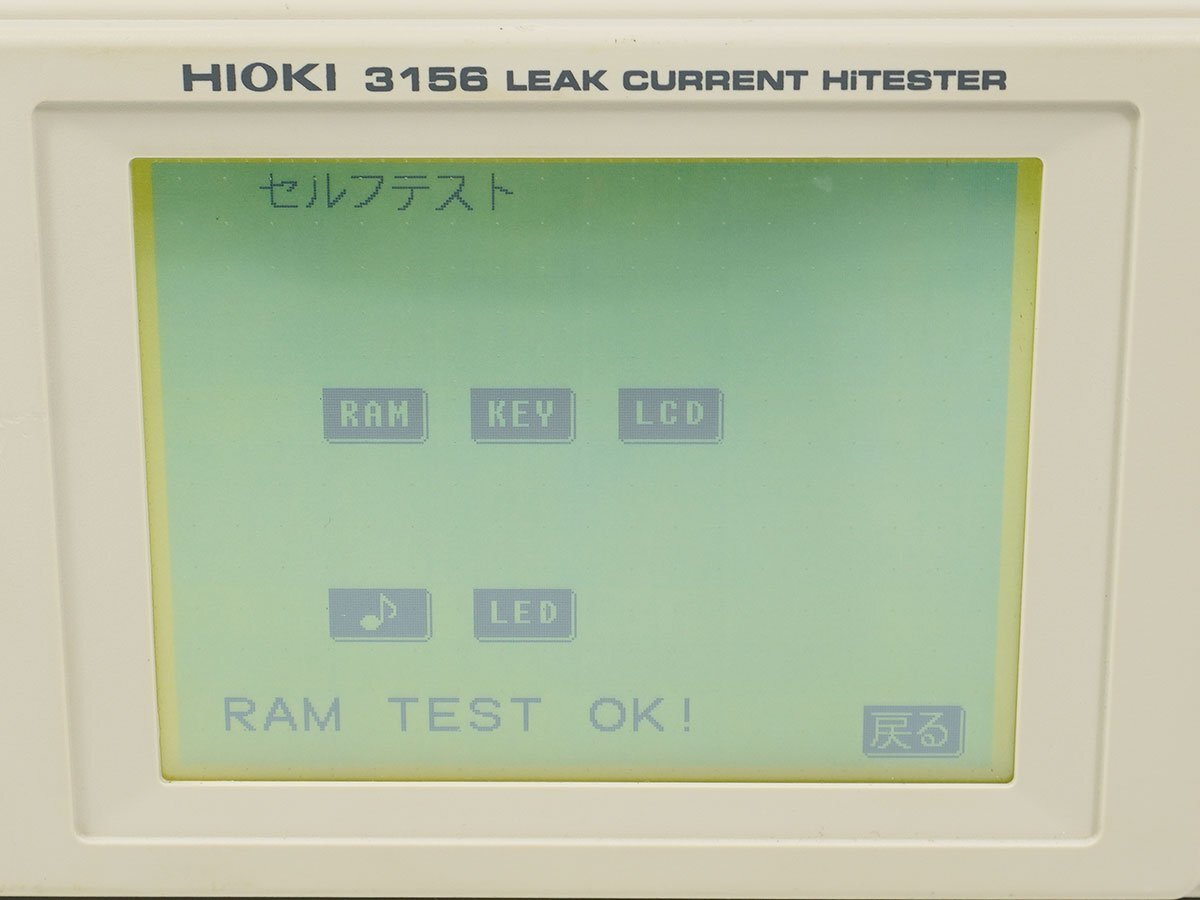 HIOKI 3156 LEAK CURRENT HiTESTER
セルフテスト
RAM KEY LCD
♪ LED
RAM TEST OK!
戻る